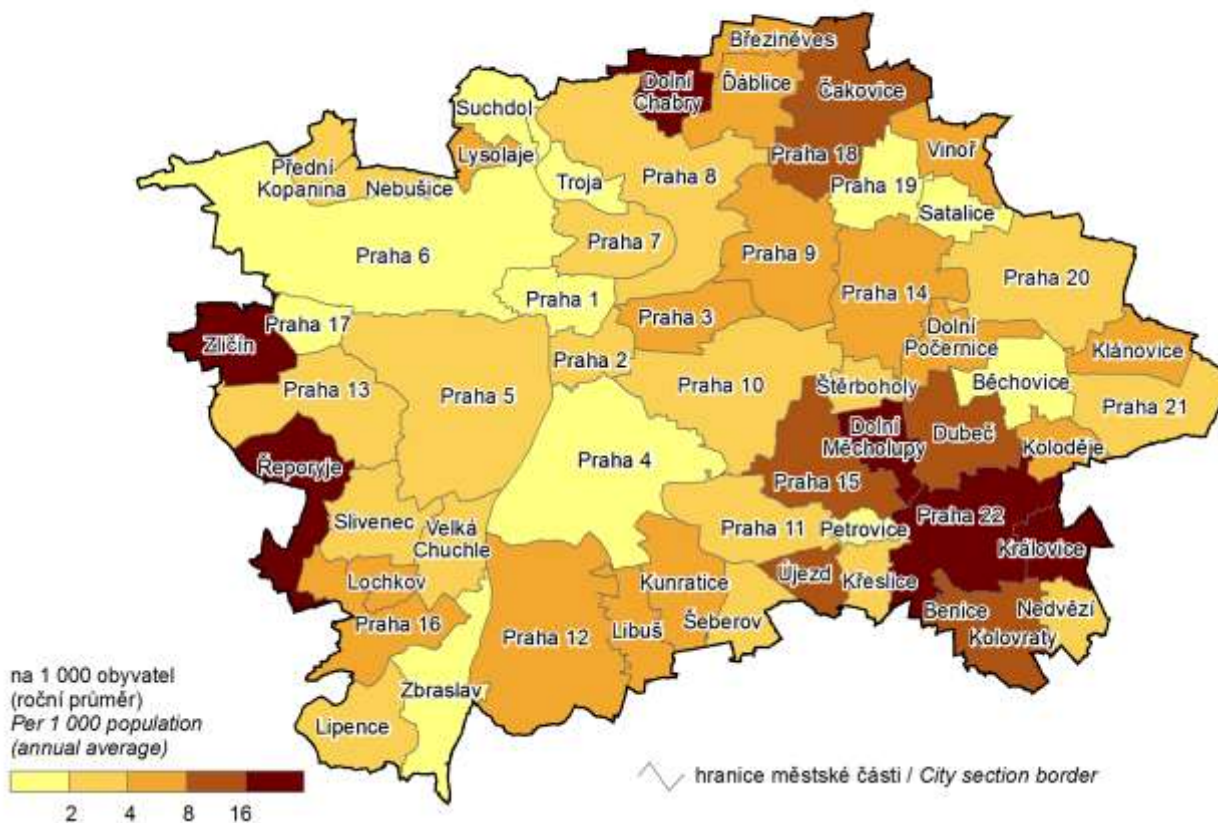 Březiněves
Dolní
Chabry
Ďáblice
Čakovice
Suchdol
Lysolaje
Praha 18
Vinoř
Přední
Kopanina
Nebušice
Troja
Praha 8
Praha 19
Satalice
Praha 6
Praha 7
Praha 9
Praha 20
Praha 1
Praha 14
Praha 17
Praha 3
Zličín
Praha 2
Dolní
Počernice
Klánovice
Praha 13
Praha 5
Praha 10
Štěrboholy
Běchovice
Praha 21
Dolní
Měcholupy
Dubeč
Koloděje
Řeporyje
Praha 4
Praha 15
Praha 22
Slivenec
Velká
Chuchle
Praha 11
Petrovice
Královice
Lochkov
Kunratice
Újezd
Křeslice
Benice
Nedvězí
Kolovraty
Praha 16
Praha 12
Libuš
Šeberov
Zbraslav
Lipence
na 1 000 obyvatel
(roční průměr)
Per 1 000 population
(annual average)
2 4 8 16
hranice městské části / City section border